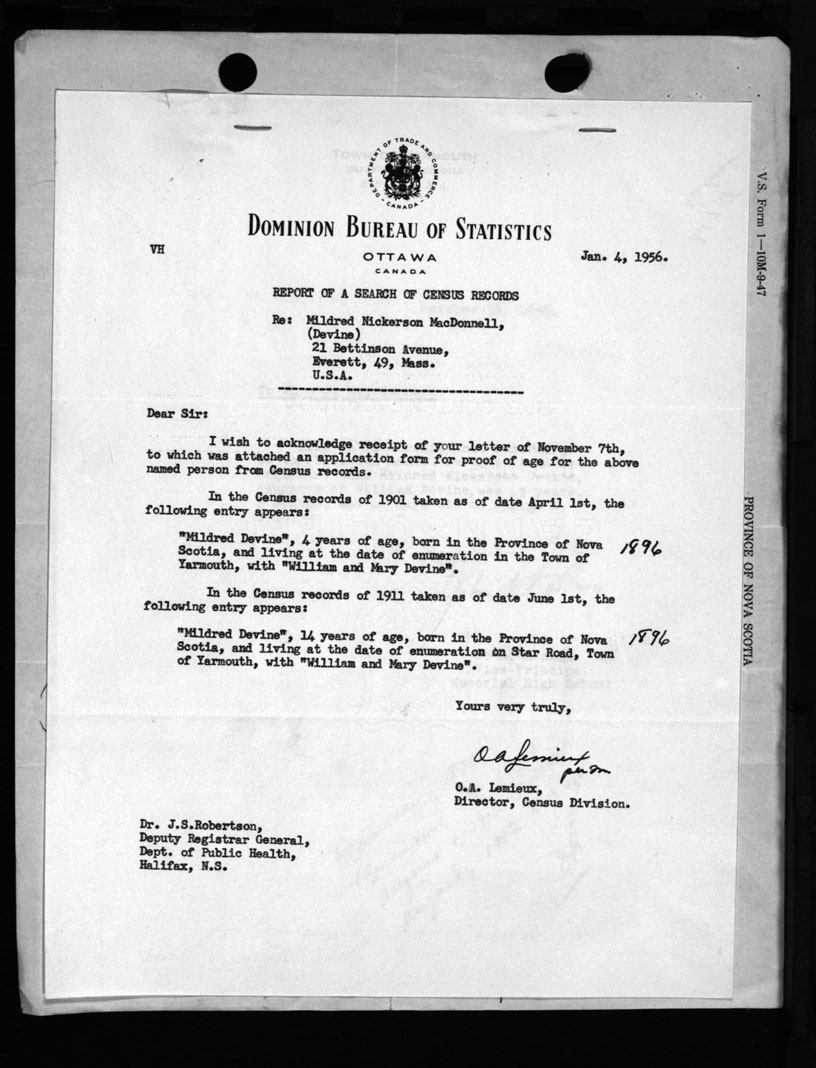 DEPARTMENT OF TRADE AND COMMERCE
- CANADA -
DOMINION BUREAU OF STATISTICS
VH
OTTAWA
CANADA
Jan. 4, 1956.
REPORT OF A SEARCH OF CENSUS RECORDS
Re: Mildred Nickerson MacDonnell,
(Devine)
21 Bettinson Avenue,
Everett, 49, Mass.
U.S.A.
Dear Sir:
I wish to acknowledge receipt of your letter of November 7th,
to which was attached an application form for proof of age for the above
named person from Census records.
In the Census records of 1901 taken as of date April 1st, the
following entry appears:
"Mildred Devine", 4 years of age, born in the Province of Nova
Scotia, and living at the date of enumeration in the Town of
Yarmouth, with "William and Mary Devine".
1896
In the Census records of 1911 taken as of date June 1st, the
following entry appears:
"Mildred Devine", 14 years of age, born in the Province of Nova
Scotia, and living at the date of enumeration on Star Road, Town
of Yarmouth, with "William and Mary Devine".
1896
Yours very truly,
O A Lemieux
per
O.A. Lemieux,
Director, Census Division.
Dr. J.S.Robertson,
Deputy Registrar General,
Dept. of Public Health,
Halifax, N.S.
V.S. Form 1—10M-9-47
PROVINCE OF NOVA SCOTIA